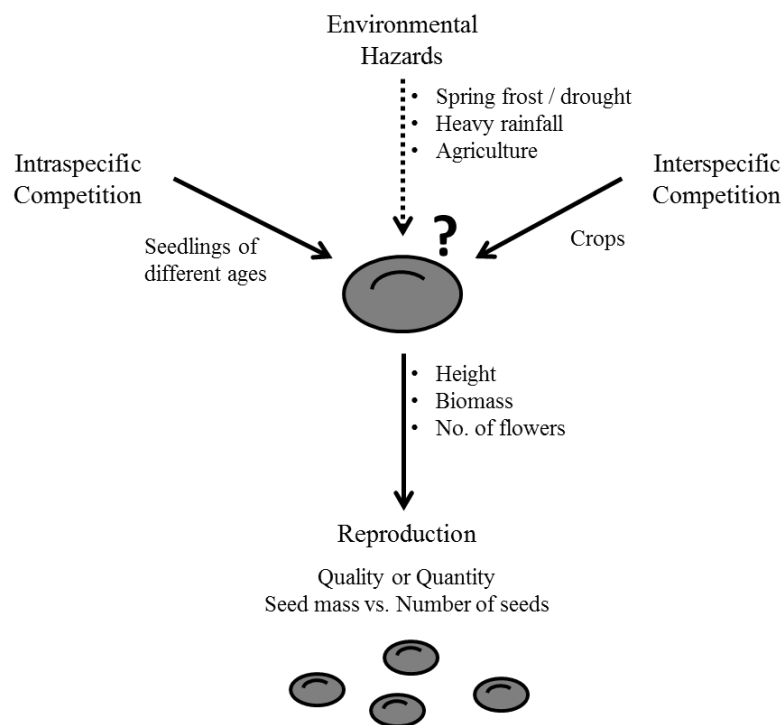 Environmental
Hazards
• Spring frost / drought
• Heavy rainfall
• Agriculture
Intraspecific
Competition
Interspecific
Competition
Seedlings of
different ages
Crops
?
• Height
• Biomass
• No. of flowers
Reproduction
Quality or Quantity
Seed mass vs. Number of seeds